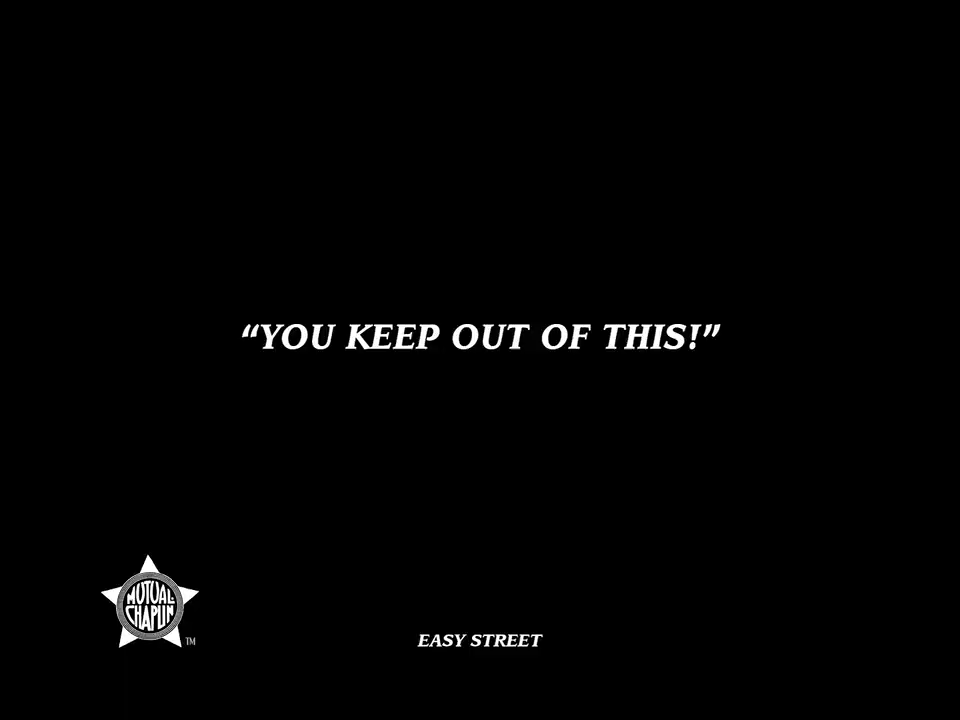 “YOU KEEP OUT OF THIS!”
MUTUAL-
CHAPLIN
TM
EASY STREET